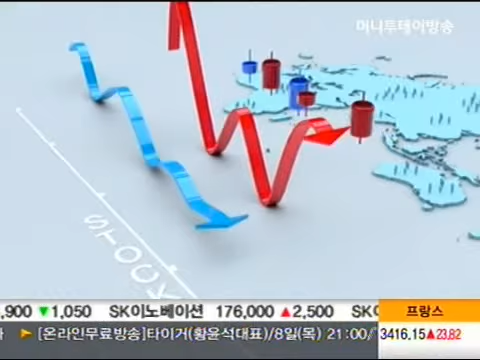 머니투데이방송
STOCK
,900 ▼1,050 SK이노베이션 176,000 ▲2,500 SK 프랑스
▶ [온라인무료방송]타이거(황윤석대표)/8일(목) 21:00/" 3416.15▲23.82